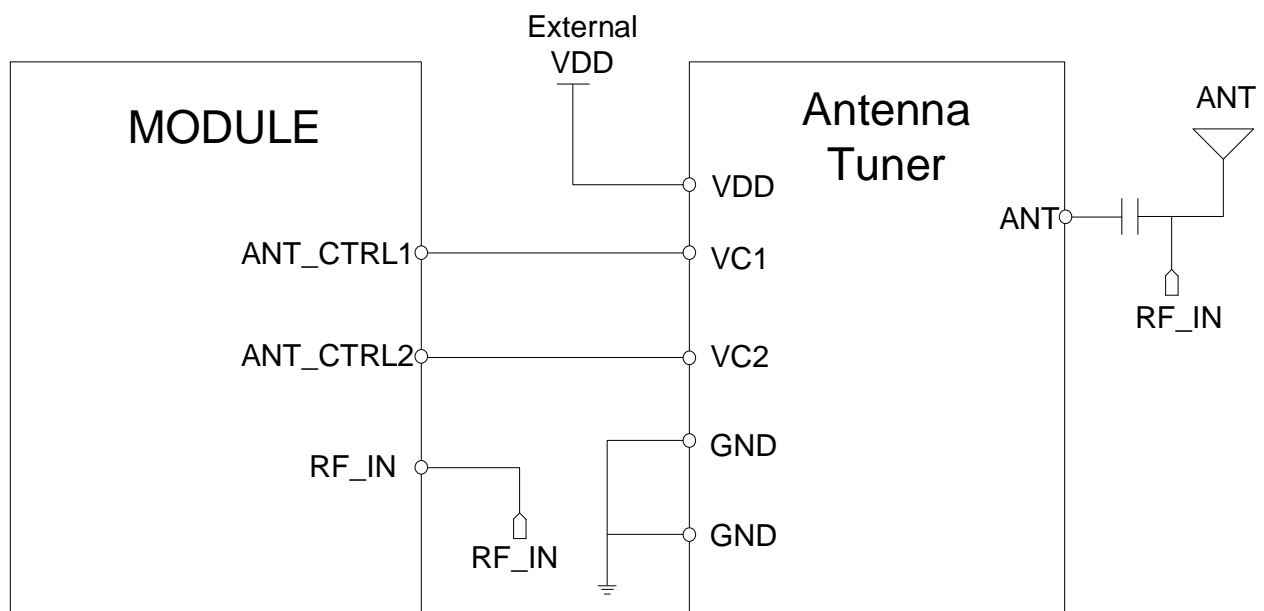 External
VDD
MODULE
Antenna
Tuner
ANT
VDD
ANT
ANT_CTRL1
VC1
RF_IN
ANT_CTRL2
VC2
GND
RF_IN
GND
RF_IN